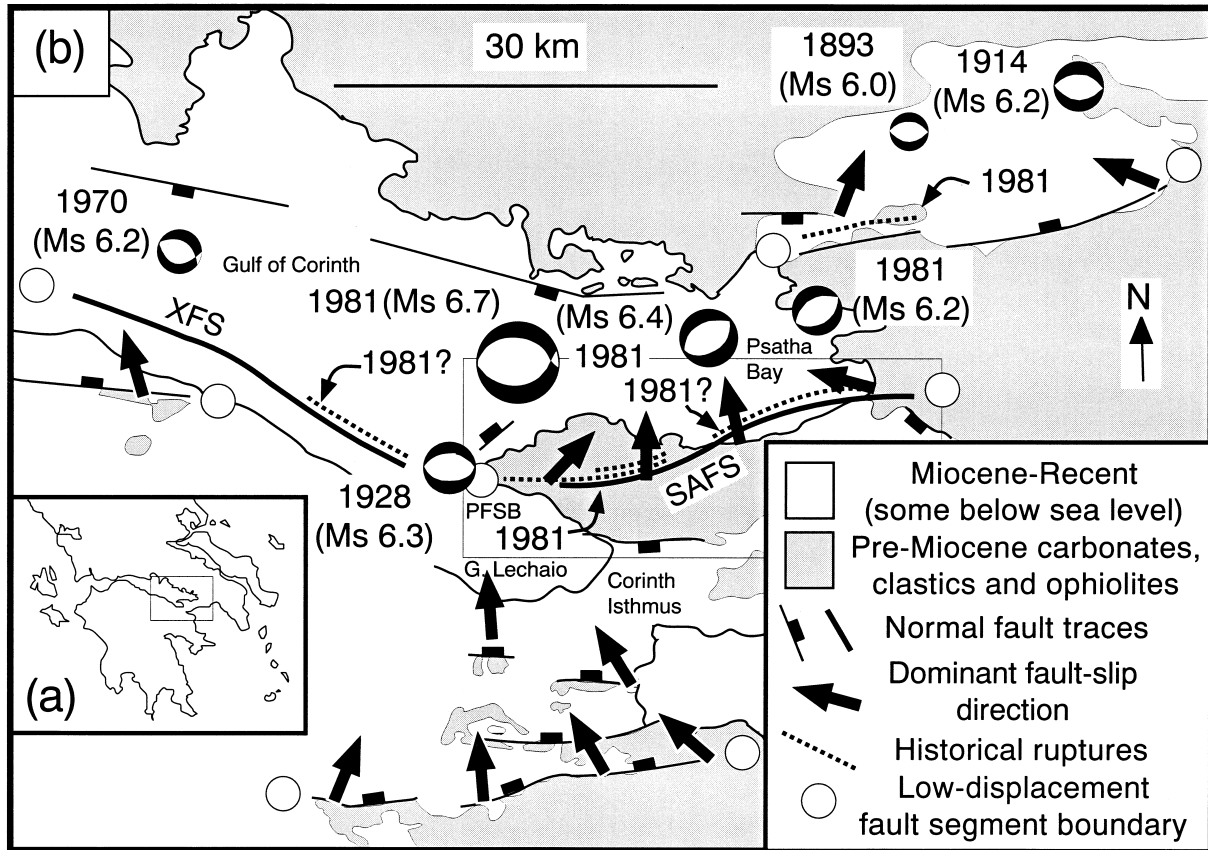 (b)
30 km
1893
(Ms 6.0)
1914
(Ms 6.2)
1981
1970
(Ms 6.2)
Gulf of Corinth
1981 (Ms 6.7)
(Ms 6.4)
1981
1981
(Ms 6.2)
N
XFS
1981?
Psatha
Bay
1981?
SAFS
1928
(Ms 6.3)
PFSB
1981
G. Lechaio
Corinth
Isthmus
(a)
Miocene-Recent
(some below sea level)
Pre-Miocene carbonates,
clastics and ophiolites
Normal fault traces
Dominant fault-slip
direction
Historical ruptures
Low-displacement
fault segment boundary